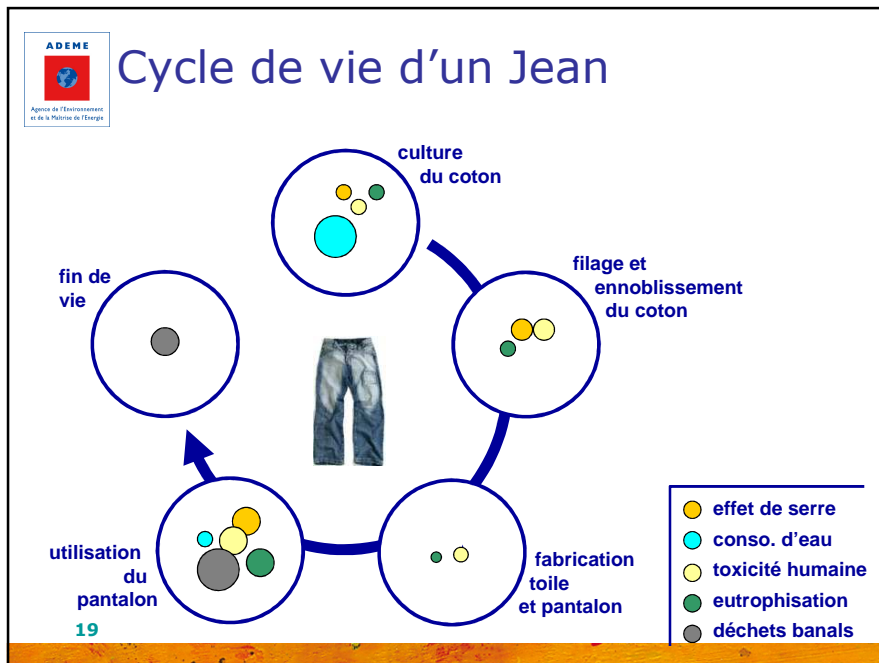 ADEME
Agence de l'Environnement
et de la Maîtrise de l'Energie
Cycle de vie d'un Jean
culture
du coton
filage et
ennoblissement
du coton
fabrication
toile
et pantalon
utilisation
du
pantalon
fin de
vie
effet de serre
conso. d'eau
toxicité humaine
eutrophisation
déchets banals
19